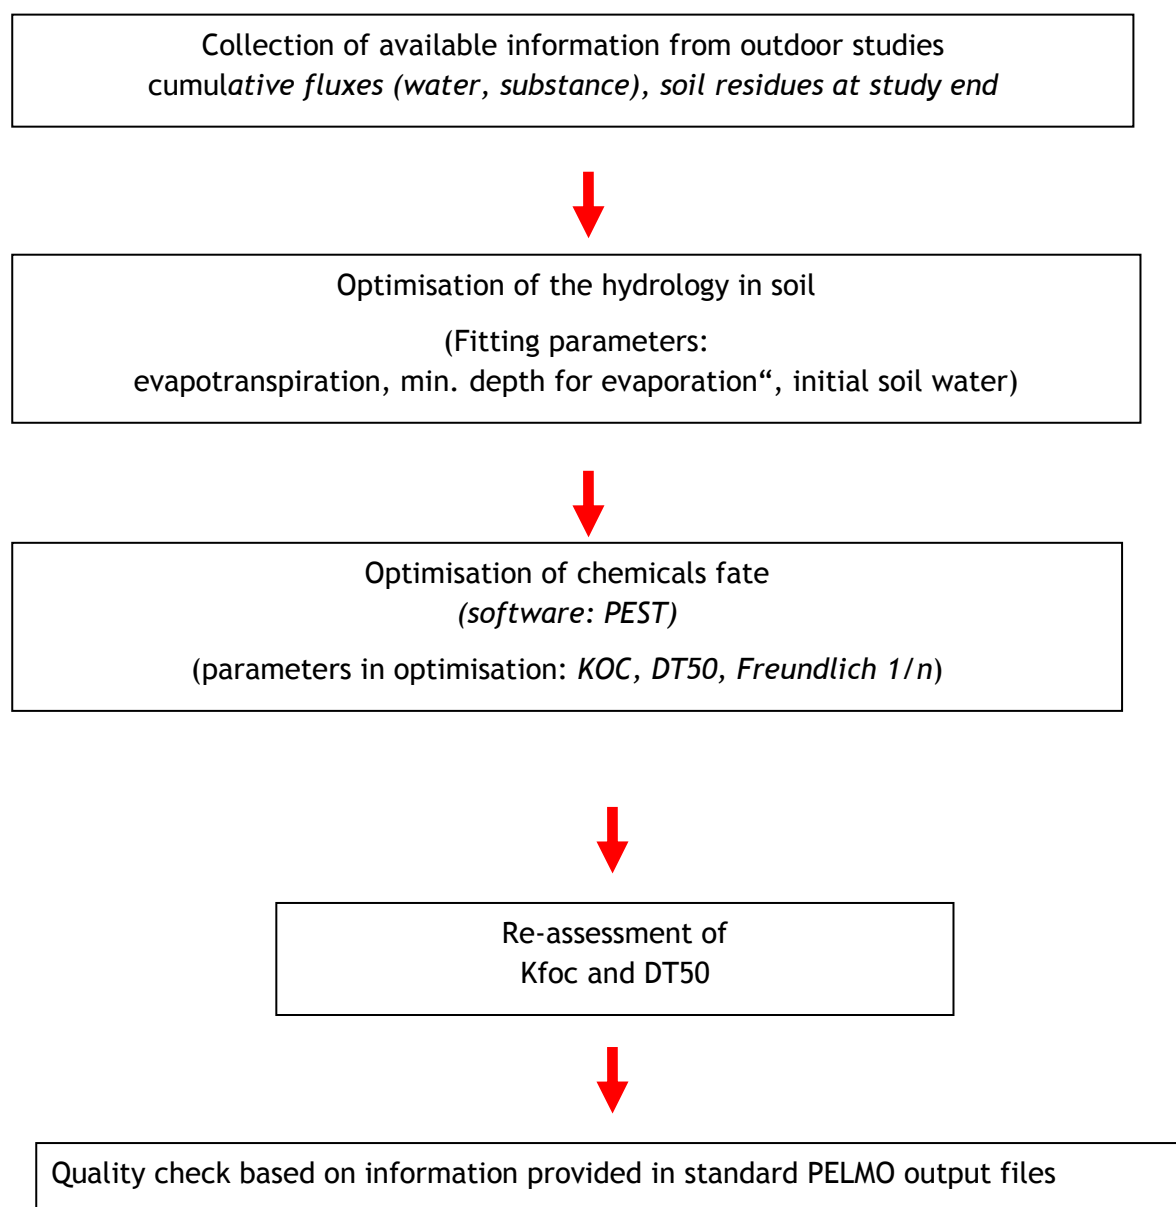 Collection of available information from outdoor studies
cumulative fluxes (water, substance), soil residues at study end
Optimisation of the hydrology in soil
(Fitting parameters:
evapotranspiration, min. depth for evaporation“, initial soil water)
Optimisation of chemicals fate
(software: PEST)
(parameters in optimisation: KOC, DT50, Freundlich 1/n)
Re-assessment of
Kfoc and DT50
Quality check based on information provided in standard PELMO output files